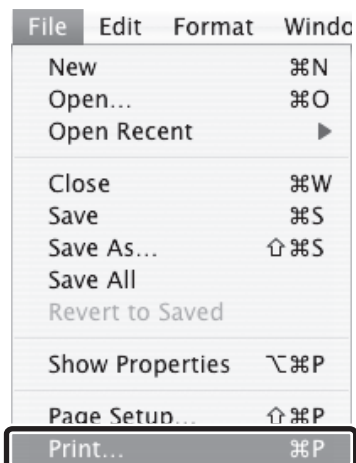 File Edit Format Windo
New ⌘N
Open... ⌘O
Open Recent ▶
Close ⌘W
Save ⌘S
Save As... ⇧⌘S
Save All
Revert to Saved
Show Properties ⌥⌘P
Page Setup... ⇧⌘P
Print... ⌘P